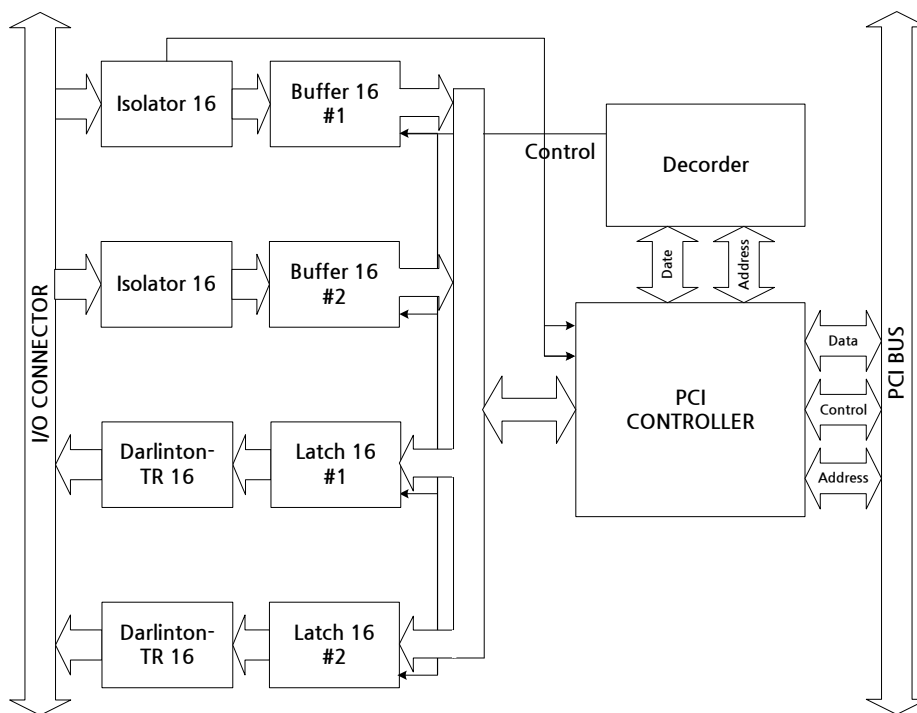 I/O CONNECTOR
Isolator 16
Buffer 16
#1
Isolator 16
Buffer 16
#2
Darlinton-
TR 16
Latch 16
#1
Darlinton-
TR 16
Latch 16
#2
Control
Decorder
Date
Address
PCI
CONTROLLER
Data
Control
Address
PCI BUS